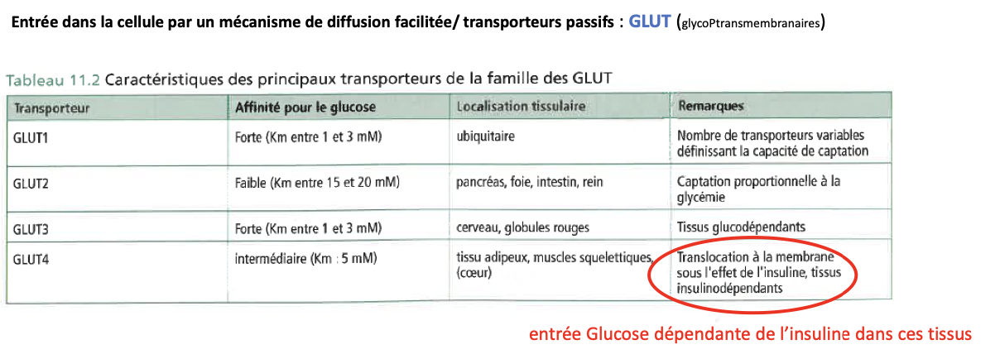 Entrée dans la cellule par un mécanisme de diffusion facilitée/ transporteurs passifs : GLUT (glycoPtransmembranaires)
Tableau 11.2 Caractéristiques des principaux transporteurs de la famille des GLUT
Transporteur Affinité pour le glucose Localisation tissulaire Remarques
GLUT1 Forte (Km entre 1 et 3 mM) ubiquitaire Nombre de transporteurs variables
définissant la capacité de captation
GLUT2 Faible (Km entre 15 et 20 mM) pancréas, foie, intestin, rein Captation proportionnelle à la
glycémie
GLUT3 Forte (Km entre 1 et 3 mM) cerveau, globules rouges Tissus glucodépendants
GLUT4 intermédiaire (Km : 5 mM) tissu adipeux, muscles squelettiques, Translocation à la membrane
(cœur) sous l'effet de l'insuline, tissus
insulinodépendants
entrée Glucose dépendante de l'insuline dans ces tissus